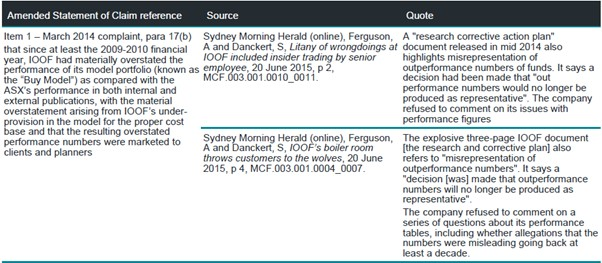 Amended Statement of Claim reference
Source
Quote
Item 1 – March 2014 complaint, para 17(b)
that since at least the 2009-2010 financial
year, IOOF had materially overstated the
performance of its model portfolio (known as
the "Buy Model") as compared with the
ASX's performance in both internal and
external publications, with the material
overstatement arising from IOOF's under-
provision in the model for the proper cost
base and that the resulting overstated
performance numbers were marketed to
clients and planners
Sydney Morning Herald (online), Ferguson,
A and Danckert, S, Litany of wrongdoings at
IOOF included insider trading by senior
employee, 20 June 2015, p 2,
MCF.003.001.0010_0011.
A "research corrective action plan"
document released in mid 2014 also
highlights misrepresentation of
outperformance numbers of funds. It says a
decision had been made that "out
performance numbers would no longer be
produced as representative". The company
refused to comment on its issues with
performance figures
Sydney Morning Herald (online), Ferguson,
A and Danckert, S, IOOF's boiler room
throws customers to the wolves, 20 June
2015, p 4, MCF.003.001.0004_0007.
The explosive three-page IOOF document
[the research and corrective plan] also
refers to "misrepresentation of
outperformance numbers". It says a
"decision [was] made that outperformance
numbers will no longer be produced as
representative".
The company refused to comment on a
series of questions about its performance
tables, including whether allegations that the
numbers were misleading going back at
least a decade.